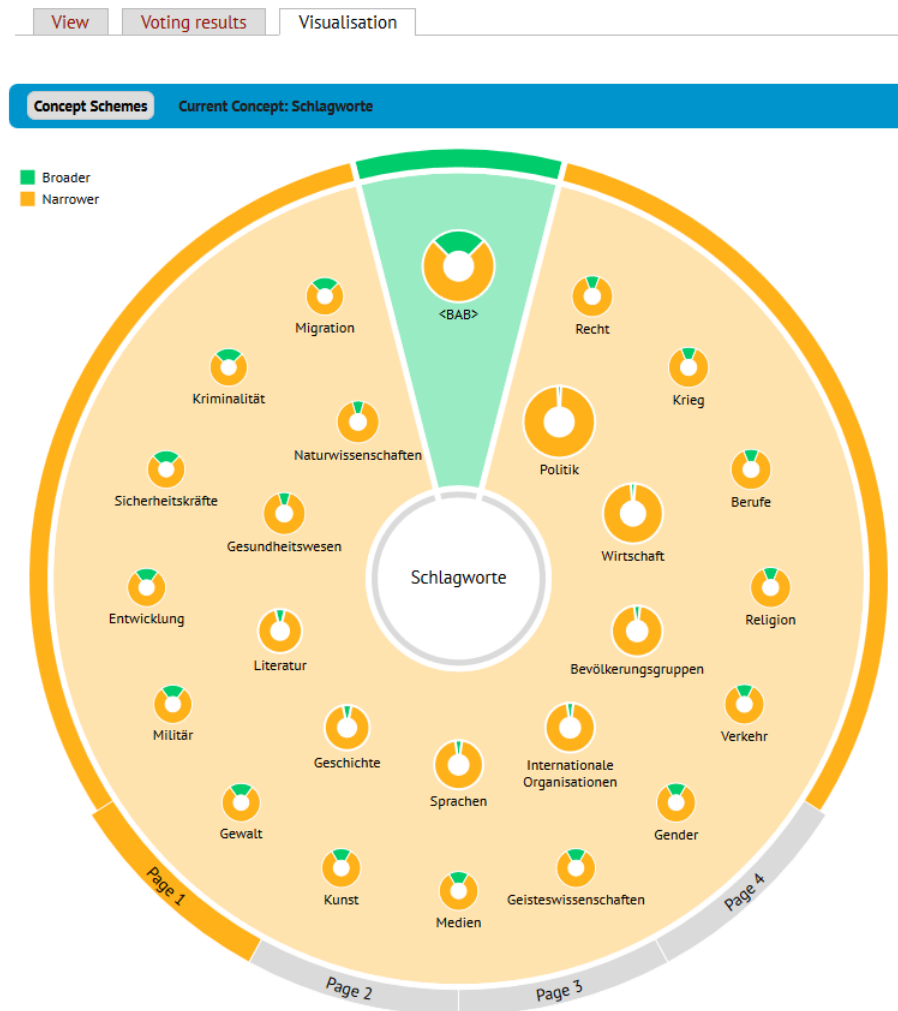 View
Voting results
Visualisation
Concept Schemes
Current Concept: Schlagworte
Broader
Narrower
<BAB>
Migration
Recht
Kriminalität
Krieg
Naturwissenschaften
Politik
Sicherheitskräfte
Berufe
Gesundheitswesen
Wirtschaft
Schlagworte
Entwicklung
Religion
Literatur
Bevölkerungsgruppen
Militär
Verkehr
Geschichte
Internationale
Organisationen
Sprachen
Gewalt
Gender
Kunst
Geisteswissenschaften
Medien
Page 1
Page 2
Page 3
Page 4